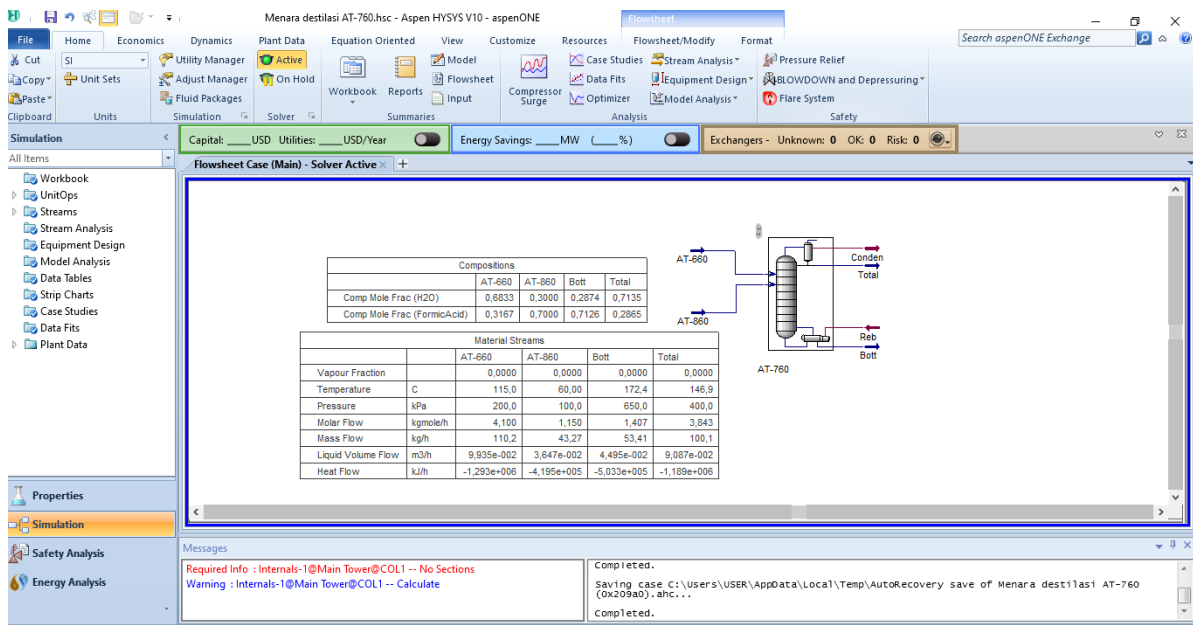 Menara destilasi AT-760.hsc - Aspen HYSYS V10 - aspenONE
Flowsheet
File Home Economics Dynamics Plant Data Equation Oriented View Customize Resources Flowsheet/Modify Format
Search aspenONE Exchange
Cut SI Utility Manager Active Model Case Studies Stream Analysis Pressure Relief
Copy Unit Sets Adjust Manager On Hold Workbook Reports Flowsheet Compressor Surge Data Fits Equipment Design BLOWDOWN and Depressuring
Paste Fluid Packages Input Optimizer Model Analysis Flare System
Clipboard Units Simulation Solver Summaries Analysis Safety
Simulation
Capital: ____USD Utilities: ____USD/Year Energy Savings: ____MW (____%) Exchangers - Unknown: 0 OK: 0 Risk: 0
All Items
Flowsheet Case (Main) - Solver Active
Workbook
UnitOps
Streams
Stream Analysis
Equipment Design
Model Analysis
Data Tables
Strip Charts
Case Studies
Data Fits
Plant Data
Compositions
AT-660 AT-860 Bott Total
Comp Mole Frac (H2O) 0,6833 0,3000 0,2874 0,7135
Comp Mole Frac (FormicAcid) 0,3167 0,7000 0,7126 0,2865
Material Streams
AT-660 AT-860 Bott Total
Vapour Fraction 0,0000 0,0000 0,0000 0,0000
Temperature C 115,0 60,00 172,4 146,9
Pressure kPa 200,0 100,0 650,0 400,0
Molar Flow kgmole/h 4,100 1,150 1,407 3,843
Mass Flow kg/h 110,2 43,27 53,41 100,1
Liquid Volume Flow m3/h 9,935e-002 3,647e-002 4,495e-002 9,087e-002
Heat Flow kJ/h -1,293e+006 -4,195e+005 -5,033e+005 -1,189e+006
AT-660
AT-860
Conden
Total
Reb
Bott
AT-760
Properties
Simulation
Safety Analysis
Energy Analysis
Messages
Required Info : Internals-1@Main Tower@COL1 -- No Sections
Warning : Internals-1@Main Tower@COL1 -- Calculate
Completed.
Saving case C:\Users\USER\AppData\Local\Temp\AutoRecovery save of Menara destilasi AT-760
(0x209a0).ahc...
Completed.